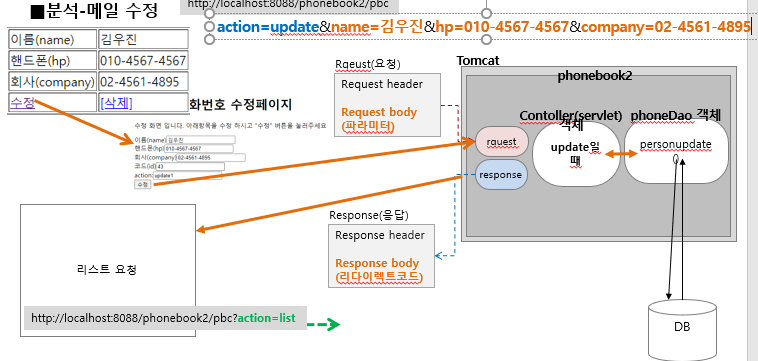 ■분석-메일 수정
http://localhost:8088/phonebook2/pbc
action=update&name=김우진&hp=010-4567-4567&company=02-4561-4895
이름(name) 김우진
핸드폰(hp) 010-4567-4567
회사(company) 02-4561-4895
수정 [삭제]
화번호 수정페이지
수정 화면 입니다. 아래항목을 수정 하시고 "수정" 버튼을 눌러주세요
이름(name) 김우진
핸드폰(hp) 010-4567-4567
회사(company) 02-4561-4895
코드(id) 43
action update1
수정
Rqeust(요청)
Request header
Request body
(파라미터)
Tomcat
phonebook2
Contoller(servlet)
객체
phoneDao 객체
rquest
response
update일
때
personupdate
()
Response(응답)
Response header
Response body
(리다이렉트코드)
리스트 요청
http://localhost:8088/phonebook2/pbc?action=list
DB